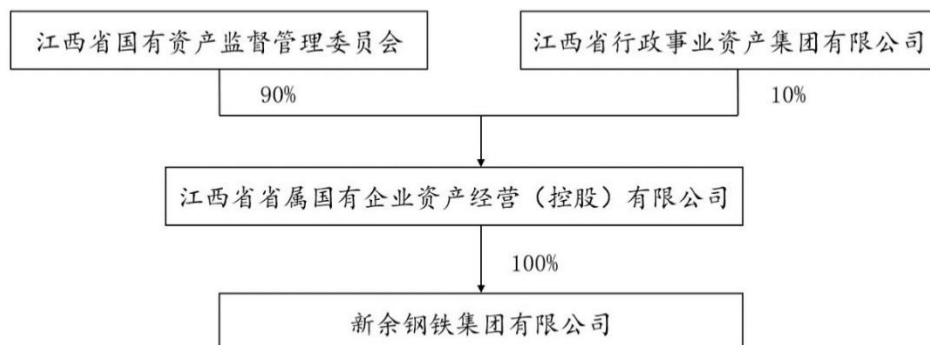 江西省国有资产监督管理委员会
江西省行政事业资产集团有限公司
90%
10%
江西省省属国有企业资产经营（控股）有限公司
100%
新余钢铁集团有限公司